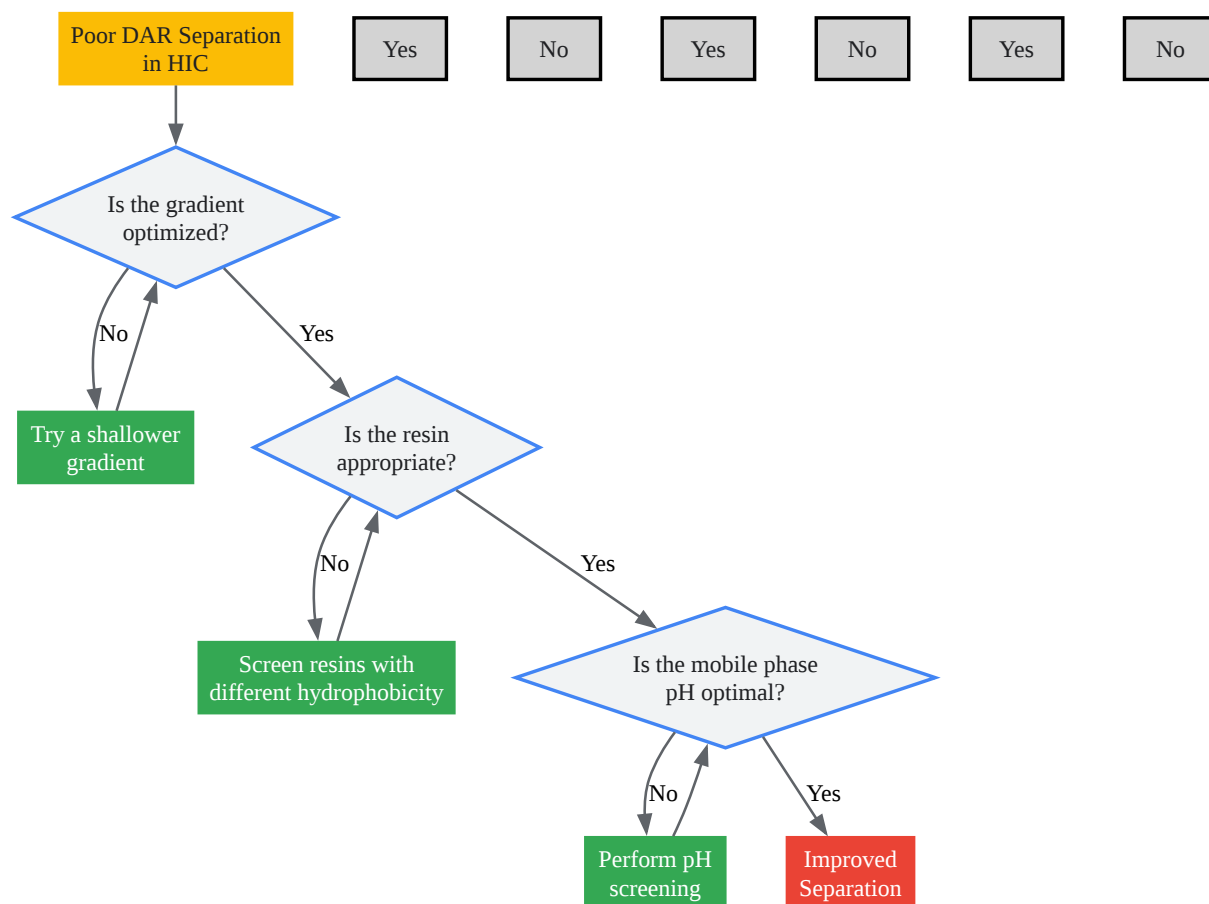 Poor DAR Separation
in HIC
Yes
No
Yes
No
Yes
No
Is the gradient
optimized?
No
Yes
Try a shallower
gradient
Is the resin
appropriate?
No
Yes
Screen resins with
different hydrophobicity
Is the mobile phase
pH optimal?
No
Yes
Perform pH
screening
Improved
Separation